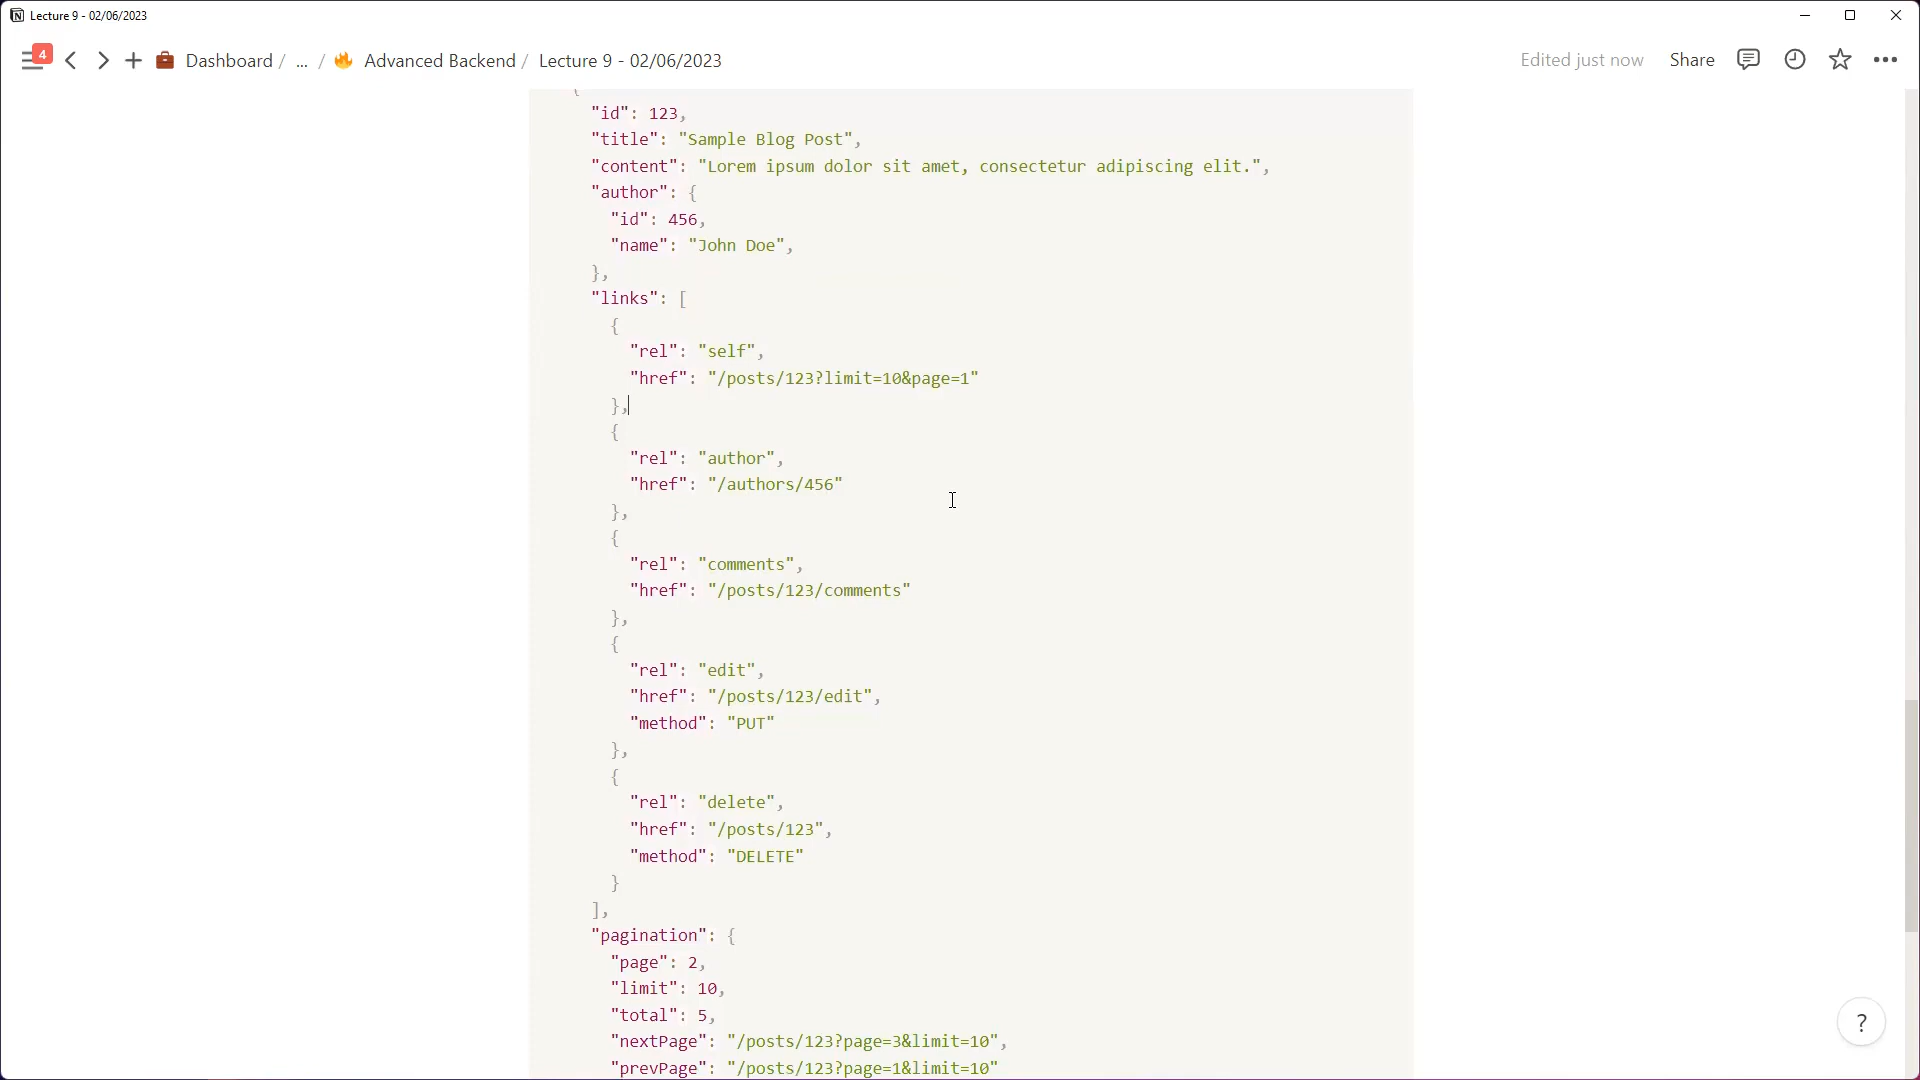 Lecture 9 - 02/06/2023
4
Dashboard / ... / Advanced Backend / Lecture 9 - 02/06/2023
Edited just now
Share
{
"id": 123,
"title": "Sample Blog Post",
"content": "Lorem ipsum dolor sit amet, consectetur adipiscing elit.",
"author": {
"id": 456,
"name": "John Doe",
},
"links": [
{
"rel": "self",
"href": "/posts/123?limit=10&page=1"
},
{
"rel": "author",
"href": "/authors/456"
},
{
"rel": "comments",
"href": "/posts/123/comments"
},
{
"rel": "edit",
"href": "/posts/123/edit",
"method": "PUT"
},
{
"rel": "delete",
"href": "/posts/123",
"method": "DELETE"
}
],
"pagination": {
"page": 2,
"limit": 10,
"total": 5,
"nextPage": "/posts/123?page=3&limit=10",
"prevPage": "/posts/123?page=1&limit=10"
?